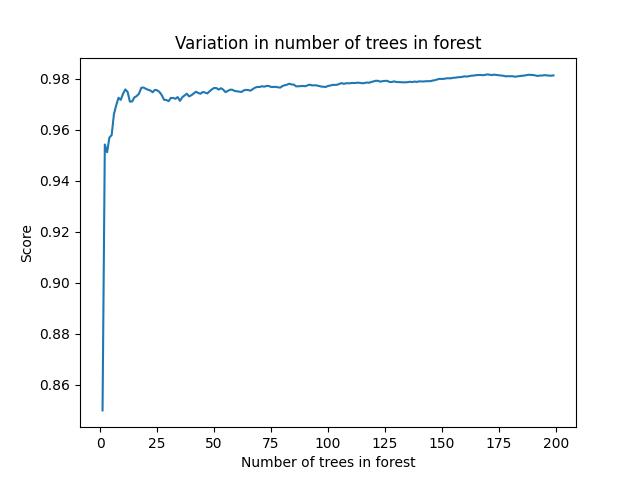 Variation in number of trees in forest
0.98
0.96
0.94
0.92
0.90
0.88
0.86
Score
0 25 50 75 100 125 150 175 200
Number of trees in forest